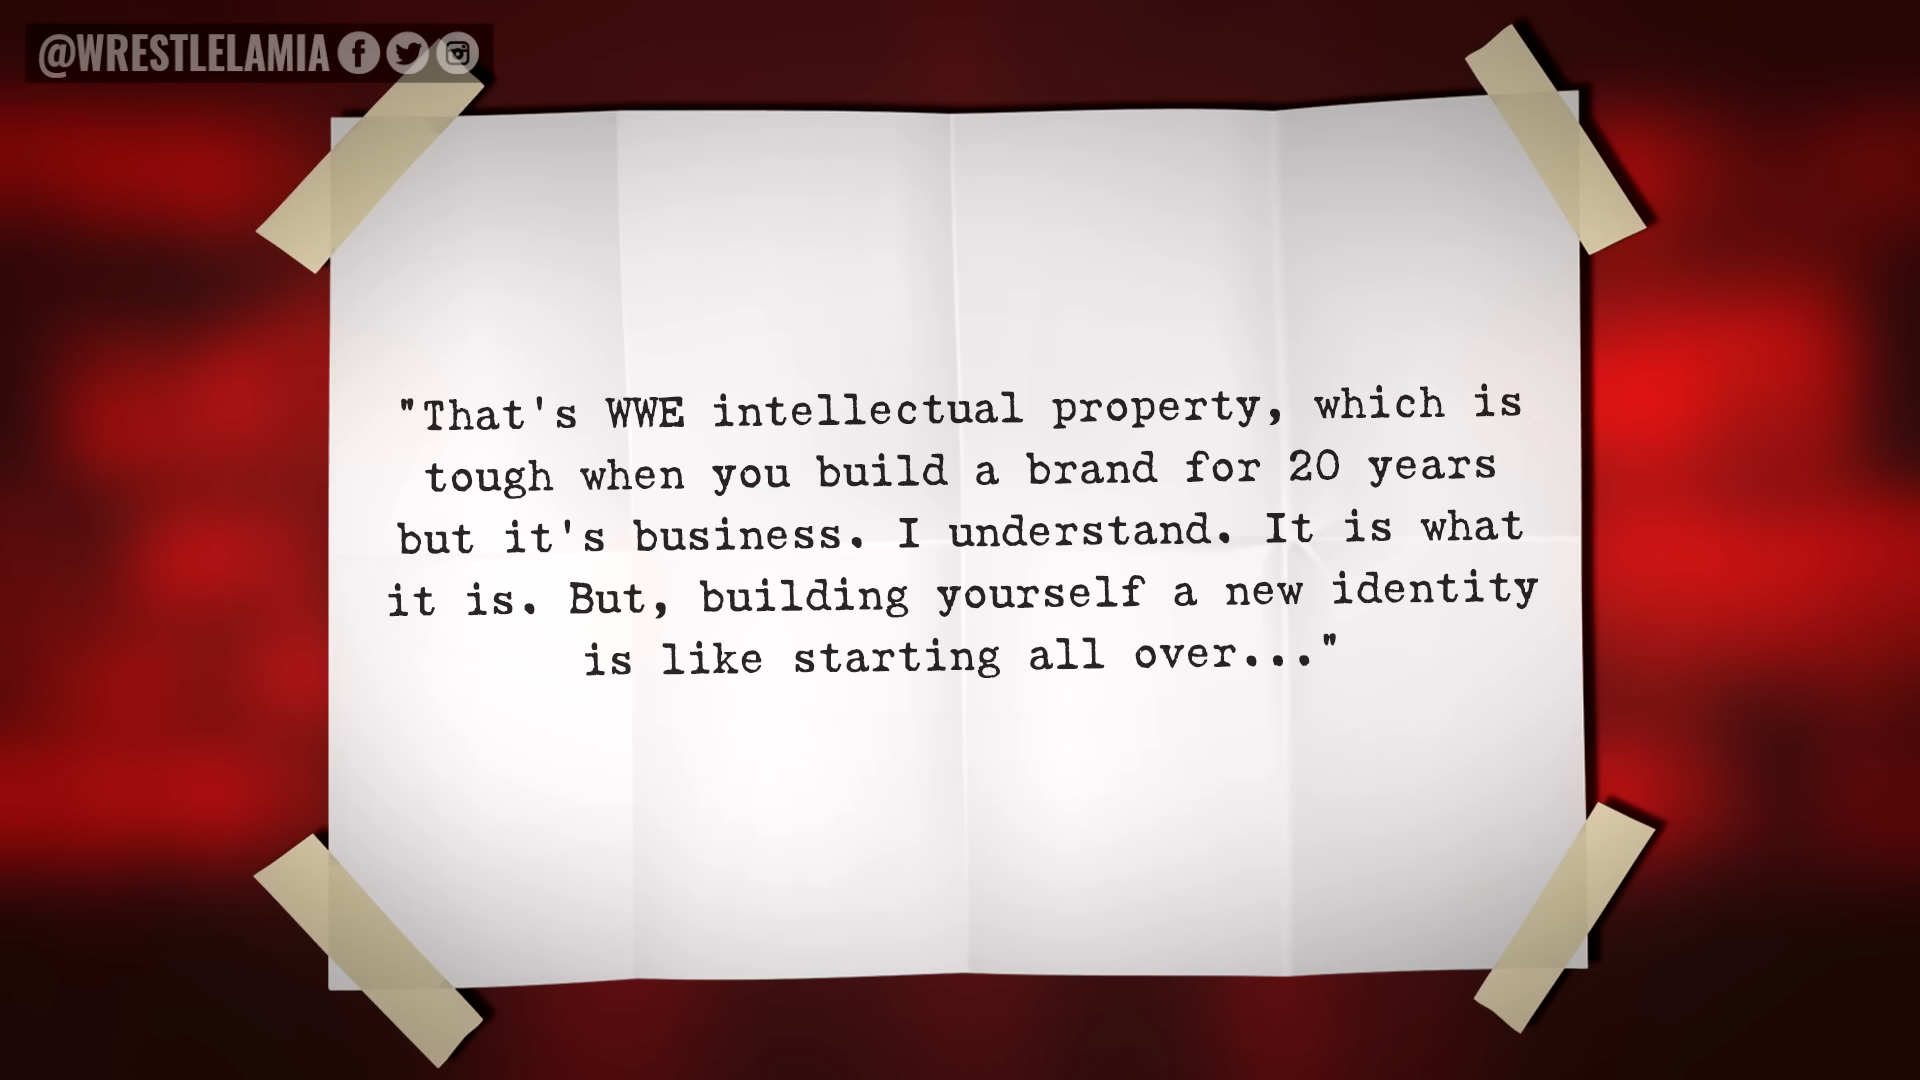 @WRESTLELAMIA
"That's WWE intellectual property, which is
tough when you build a brand for 20 years
but it's business. I understand. It is what
it is. But, building yourself a new identity
is like starting all over..."